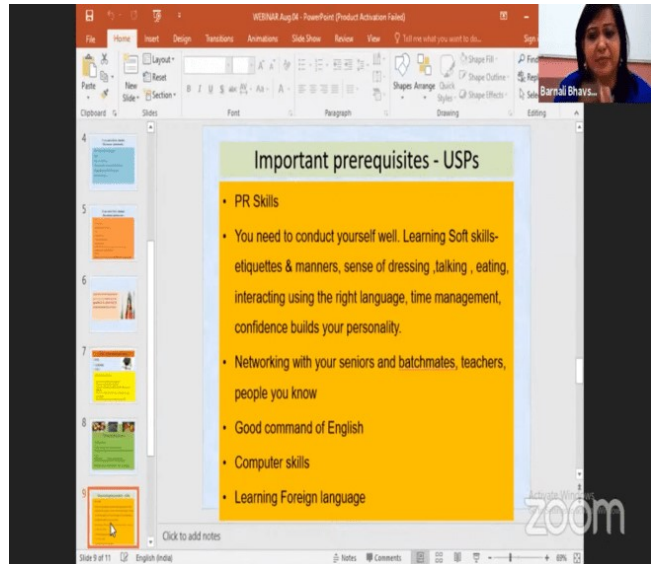 WEBINAR Aug.04 - PowerPoint (Product Activation Failed)
File Home Insert Design Transitions Animations Slide Show Review View Tell me what you want to do... Sign
Paste
New
Slide
Layout
Reset
Section
Shapes Arrange Quick
Styles
Shape Fill
Shape Outline
Shape Effects
Clipboard Slides Font Paragraph Drawing Editing
Barnali Bhavs...
4
5
6
7
8
9
Important prerequisites - USPs
• PR Skills
• You need to conduct yourself well. Learning Soft skills-
etiquettes & manners, sense of dressing ,talking , eating,
interacting using the right language, time management,
confidence builds your personality.
• Networking with your seniors and batchmates, teachers,
people you know
• Good command of English
• Computer skills
• Learning Foreign language
Activate Windows
zoom
Click to add notes
Slide 9 of 11 English (India) Notes Comments 69%